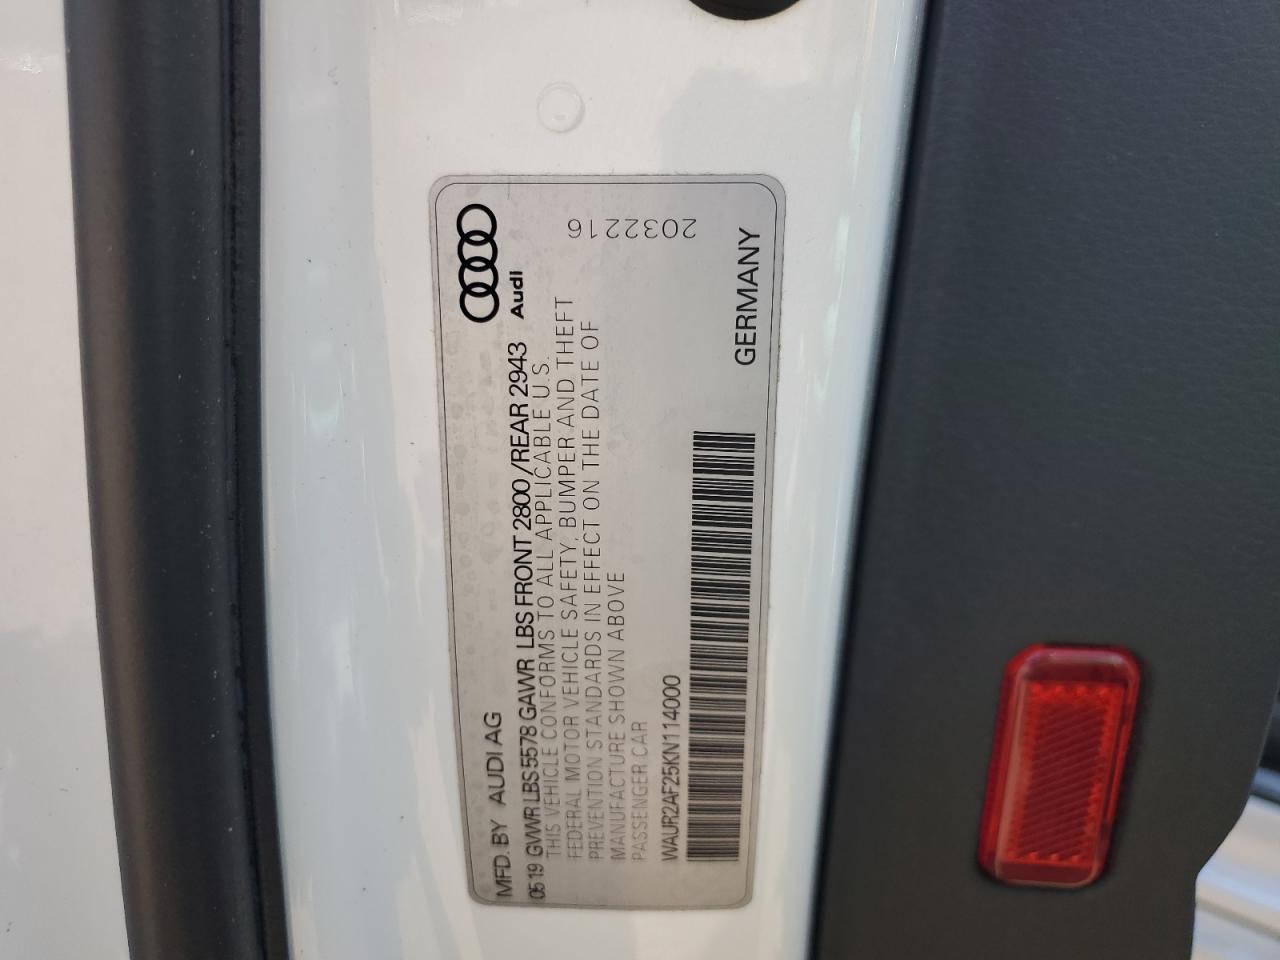 MFD. BY AUDI AG
05 19 GVWR LBS 5578 GAWR LBS FRONT 2800 /REAR 2943
Audi
THIS VEHICLE CONFORMS TO ALL APPLICABLE U.S.
FEDERAL MOTOR VEHICLE SAFETY, BUMPER AND THEFT
PREVENTION STANDARDS IN EFFECT ON THE DATE OF
MANUFACTURE SHOWN ABOVE
PASSENGER CAR
WAUR2AF25KN114000
GERMANY
2032216